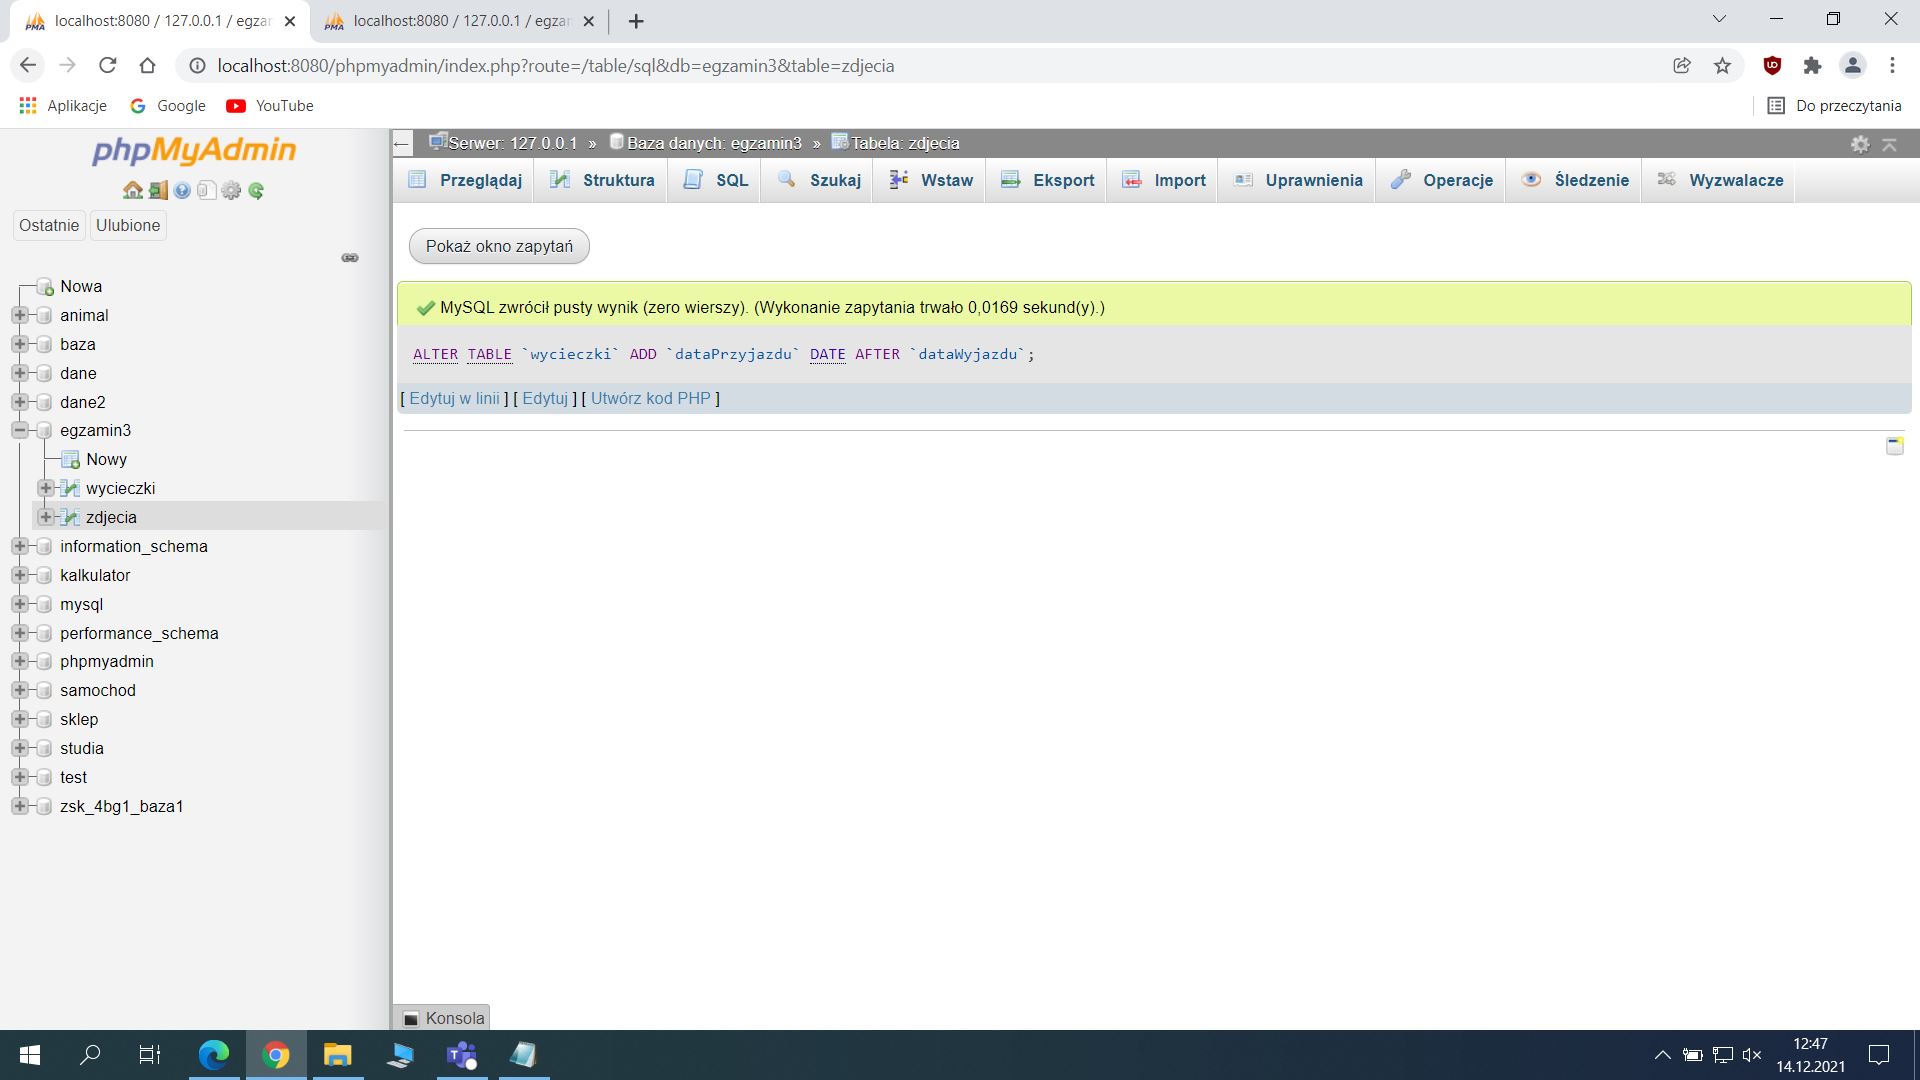 localhost:8080 / 127.0.0.1 / egzan
localhost:8080 / 127.0.0.1 / egzan
localhost:8080/phpmyadmin/index.php?route=/table/sql&db=egzamin3&table=zdjecia
Aplikacje Google YouTube Do przeczytania
phpMyAdmin
Ostatnie Ulubione
Nowa
animal
baza
dane
dane2
egzamin3
Nowy
wycieczki
zdjecia
information_schema
kalkulator
mysql
performance_schema
phpmyadmin
samochod
sklep
studia
test
zsk_4bg1_baza1
Serwer: 127.0.0.1 » Baza danych: egzamin3 » Tabela: zdjecia
Przeglądaj Struktura SQL Szukaj Wstaw Eksport Import Uprawnienia Operacje Śledzenie Wyzwalacze
Pokaż okno zapytań
MySQL zwrócił pusty wynik (zero wierszy). (Wykonanie zapytania trwało 0,0169 sekund(y).)
ALTER TABLE `wycieczki` ADD `dataPrzyjazdu` DATE AFTER `dataWyjazdu`;
[ Edytuj w linii ] [ Edytuj ] [ Utwórz kod PHP ]
Konsola
12:47
14.12.2021